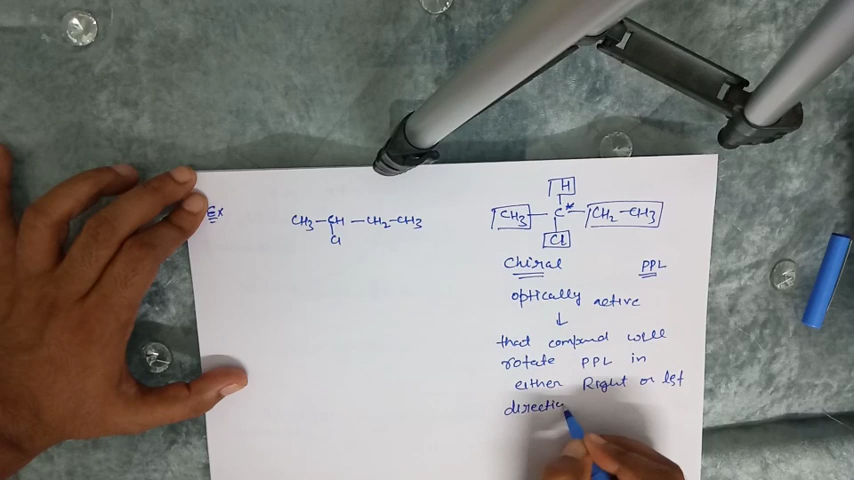 Ex
CH3-CH-CH2-CH3
Cl
H
CH3-C*-CH2-CH3
Cl
Chiral PPL
optically active
↓
that compound will
rotate PPL in
either Right or left
directio